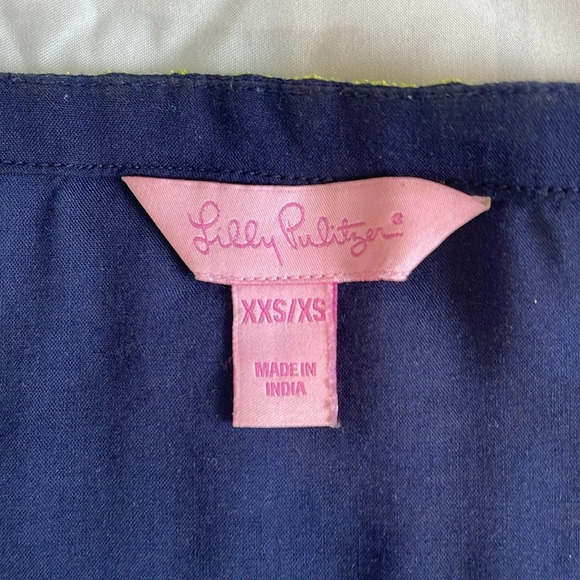 Lilly Pulitzer®
XXS/XS
MADE IN
INDIA